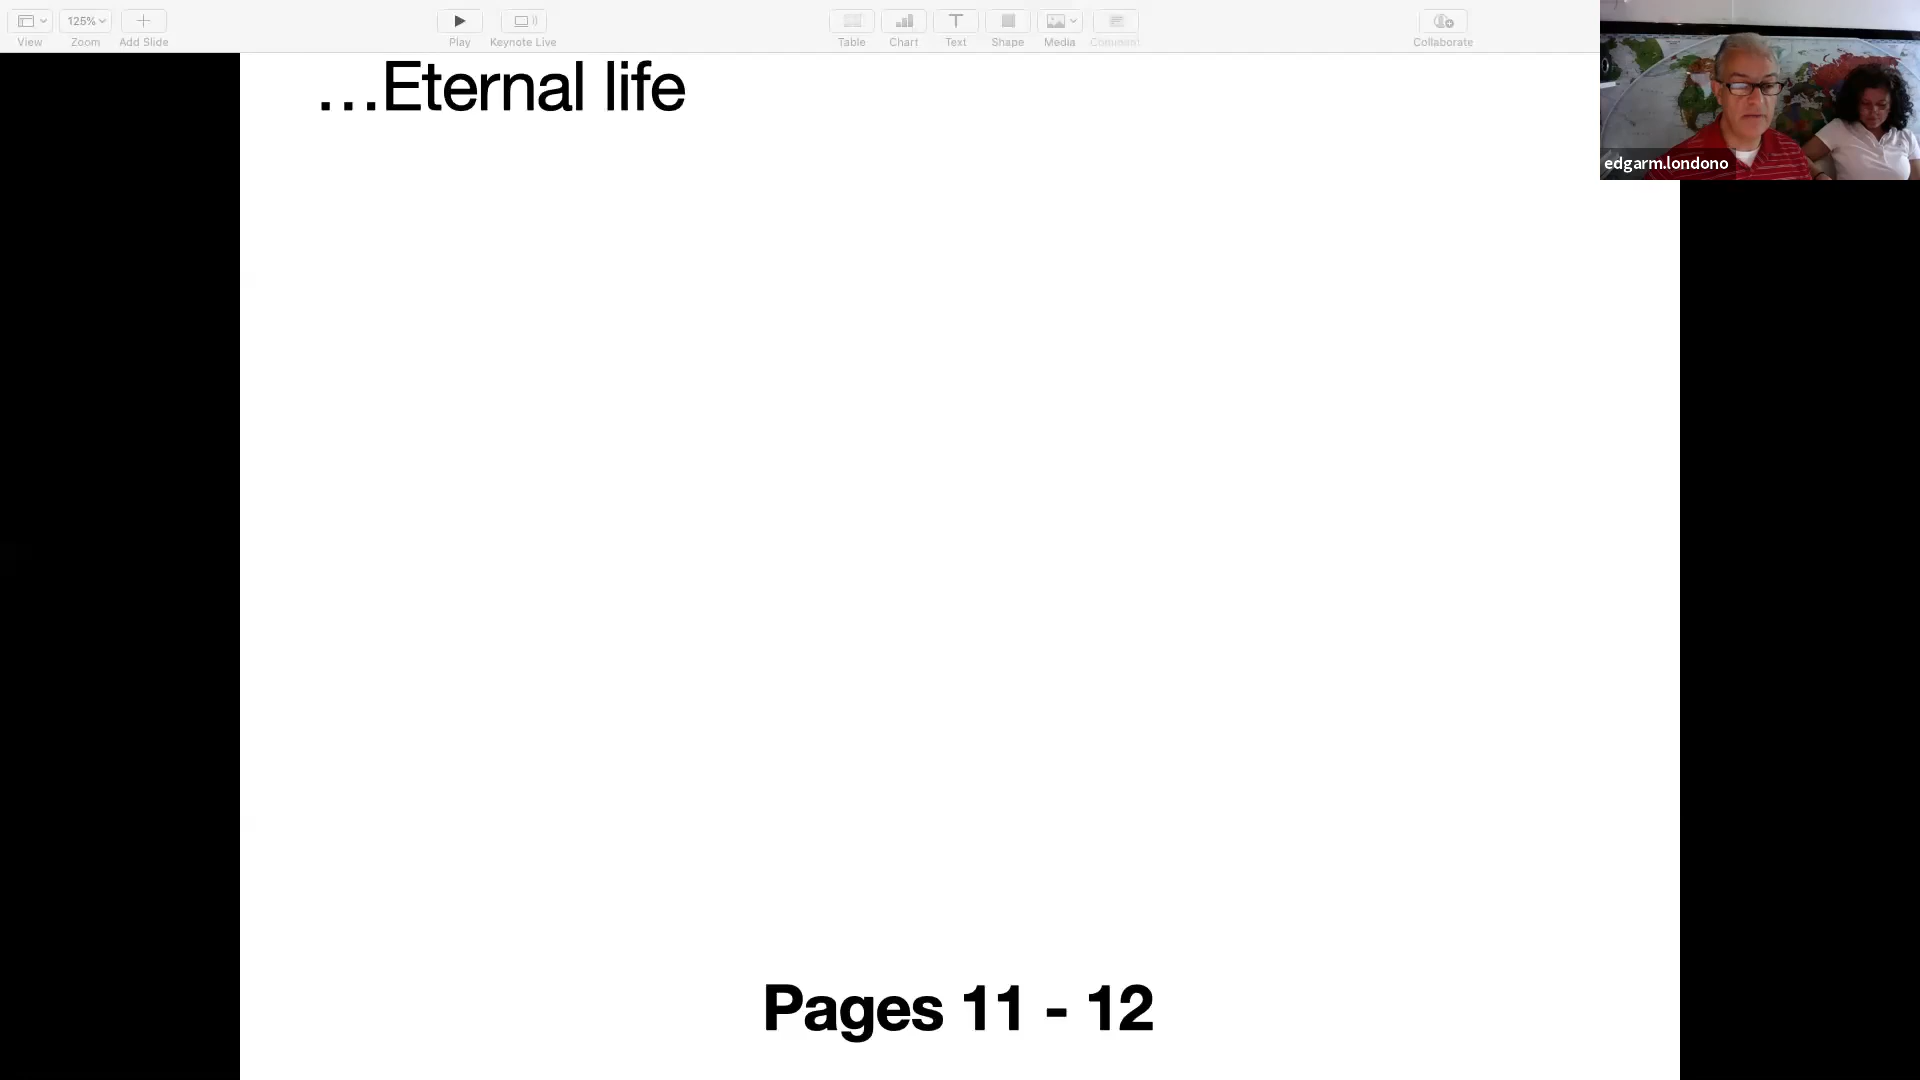 125%
View
Zoom
Add Slide
Play
Keynote Live
Table
Chart
Text
Shape
Media
Comment
Collaborate
edgarm.londono
…Eternal life
Pages 11 - 12